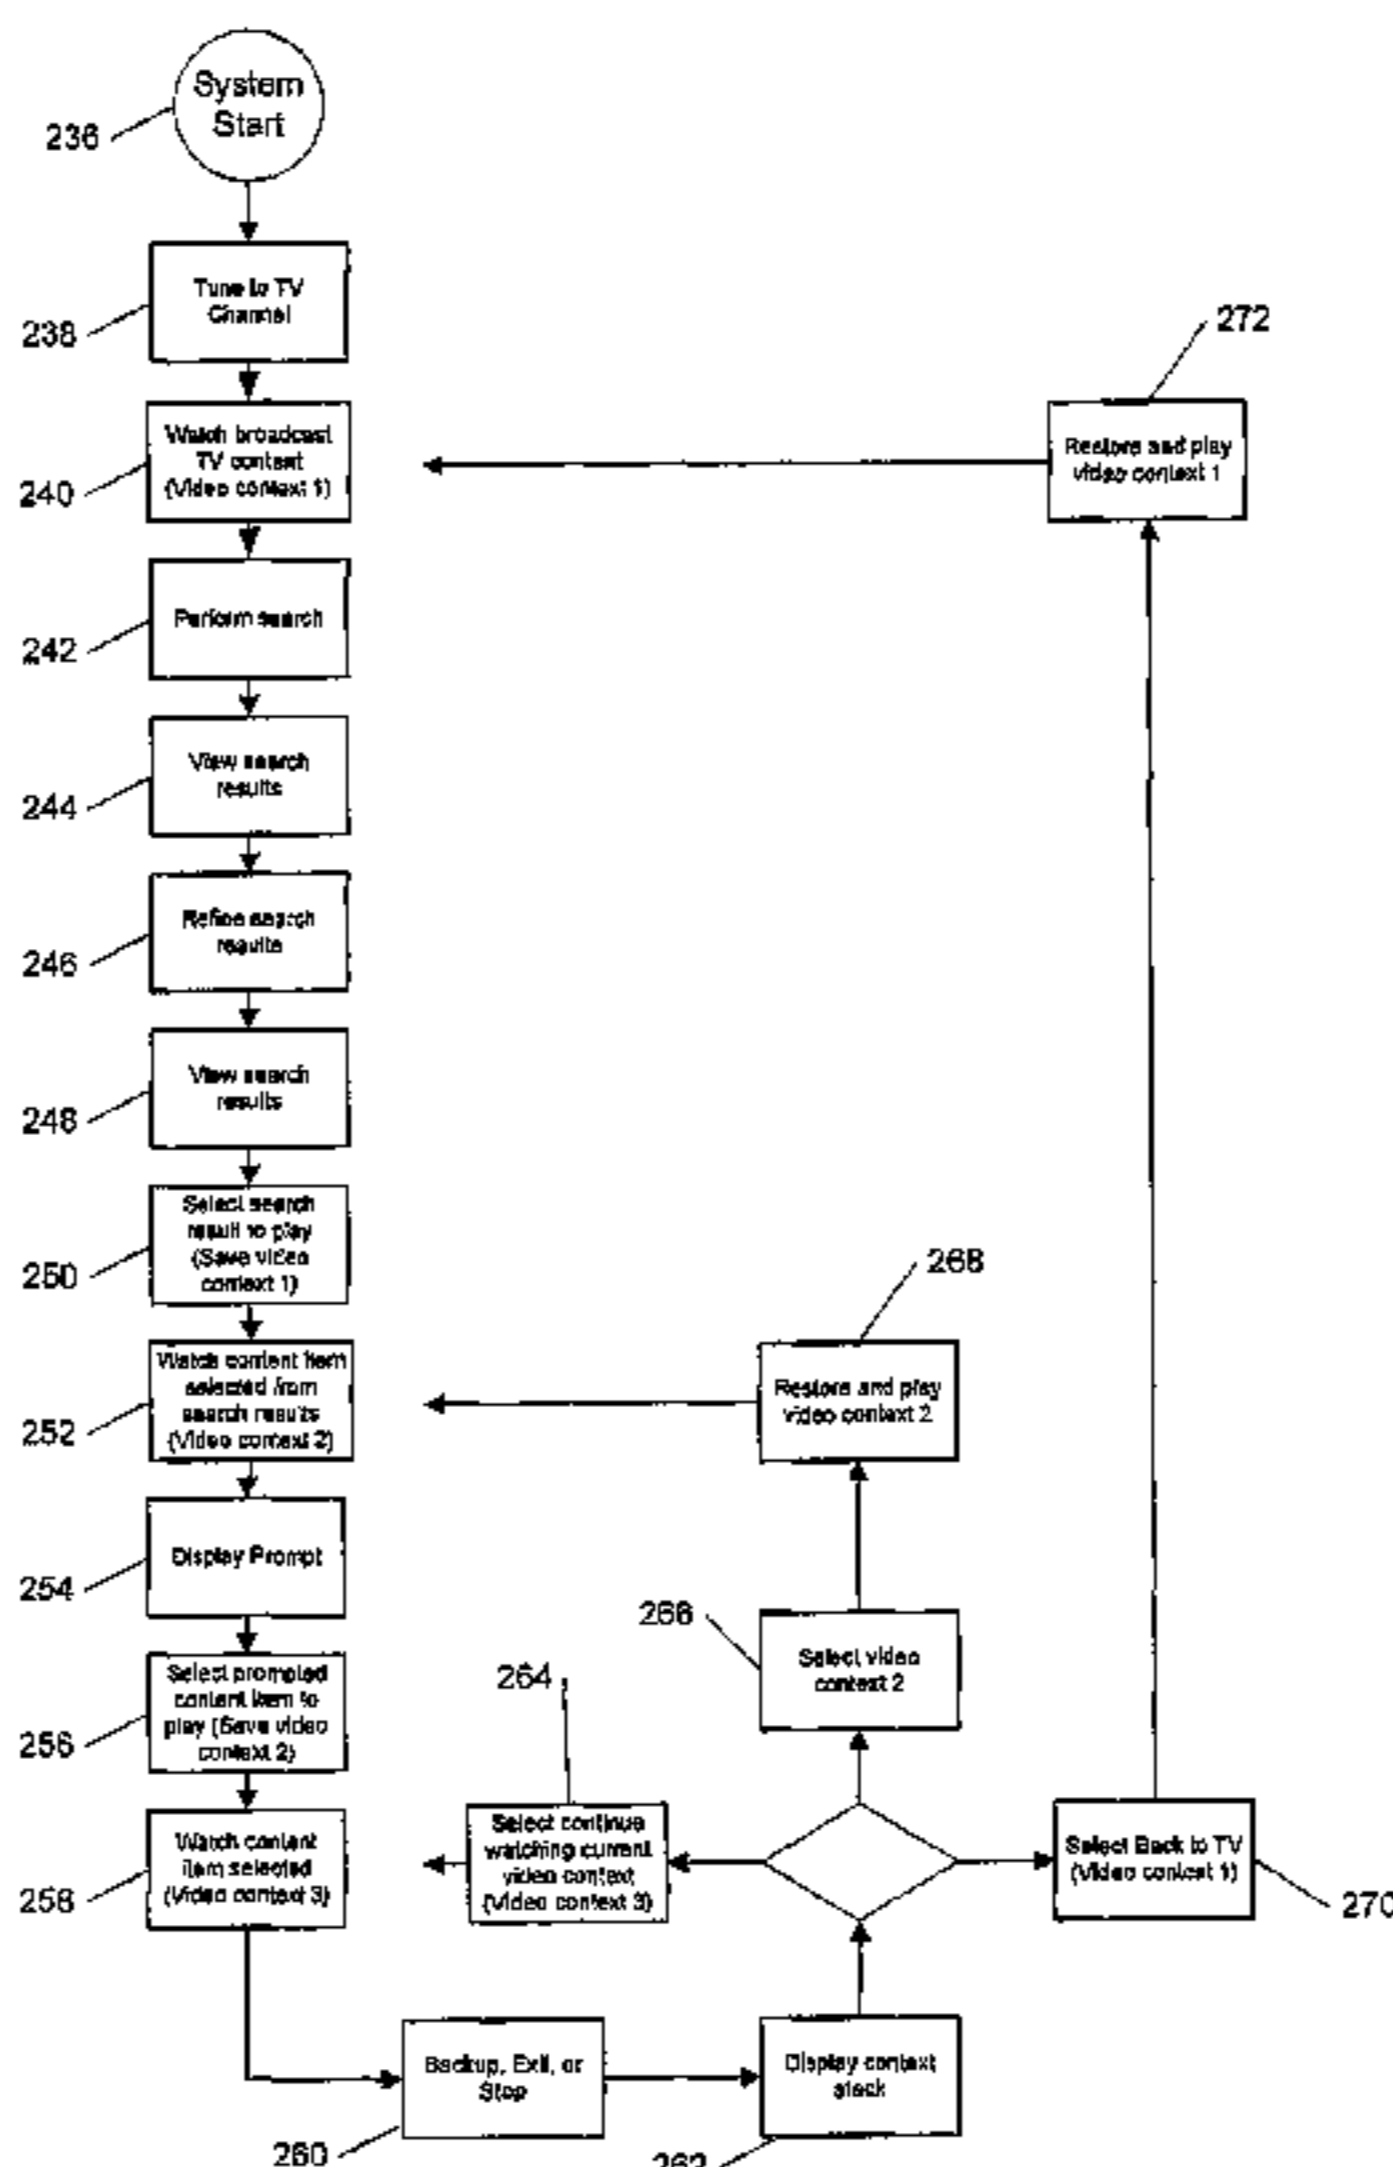 System
Start
236
Tune to TV
Channel
238
272
Watch broadcast
TV context
(Video context 1)
240
Restore and play
video context 1
Perform search
242
View search
results
244
Refine search
results
246
View search
results
248
Select search
result to play
(Save video
context 1)
250
268
Watch content item
selected from
search results
(Video context 2)
252
Restore and play
video context 2
Display Prompt
254
266
Select video
context 2
Select prompted
content item to
play (Save video
context 2)
256
264
Watch content
item selected
(Video context 3)
258
Select continue
watching current
video context
(Video context 3)
Select Back to TV
(Video context 1)
270
Backup, Exit, or
Stop
260
Display context
stack
262